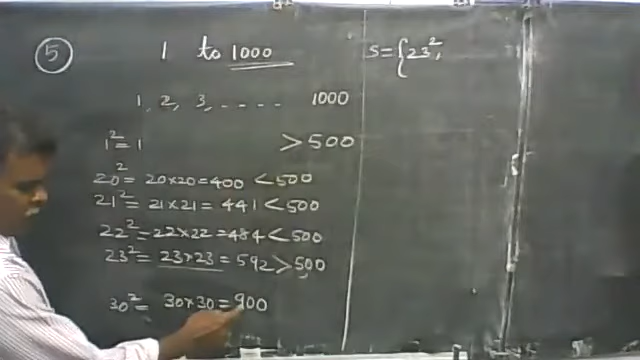 5 1 to 1000
1, 2, 3, . . . . . 1000
1² = 1 > 500
20² = 20×20 = 400 < 500
21² = 21×21 = 441 < 500
22² = 22×22 = 484 < 500
23² = 23×23 = 592 > 500
30² = 30×30 = 900
S = { 23²,